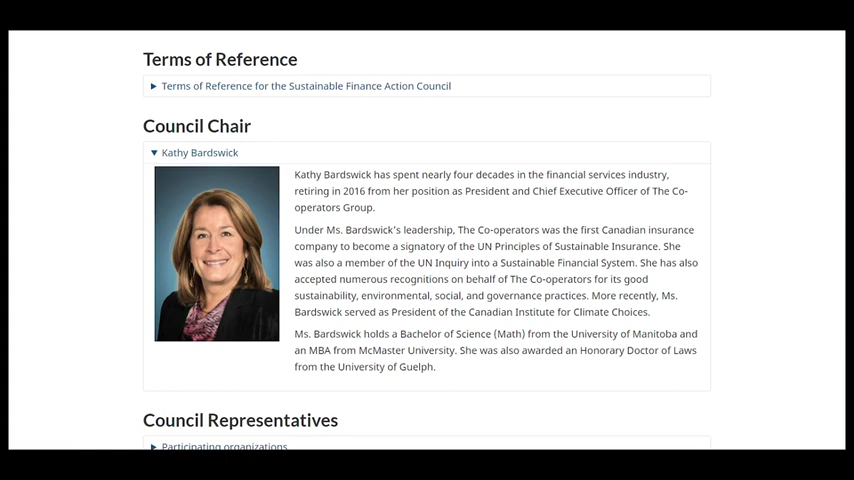 Terms of Reference
Terms of Reference for the Sustainable Finance Action Council
Council Chair
Kathy Bardswick
Kathy Bardswick has spent nearly four decades in the financial services industry,
retiring in 2016 from her position as President and Chief Executive Officer of The Co-
operators Group.
Under Ms. Bardswick's leadership, The Co-operators was the first Canadian insurance
company to become a signatory of the UN Principles of Sustainable Insurance. She
was also a member of the UN Inquiry into a Sustainable Financial System. She has also
accepted numerous recognitions on behalf of The Co-operators for its good
sustainability, environmental, social, and governance practices. More recently, Ms.
Bardswick served as President of the Canadian Institute for Climate Choices.
Ms. Bardswick holds a Bachelor of Science (Math) from the University of Manitoba and
an MBA from McMaster University. She was also awarded an Honorary Doctor of Laws
from the University of Guelph.
Council Representatives
Participating organizations